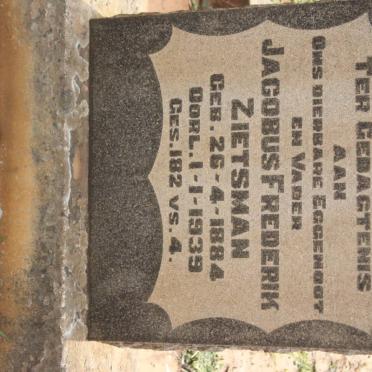 TER GEDACTENIS
AAN
ONS DIERBARE EGGENOOT
EN VADER
JACOBUS FREDERIK
ZIETSMAN
GEB. 26-4-1884
OORL. 1-1-1939
GES. 182 VS. 4.